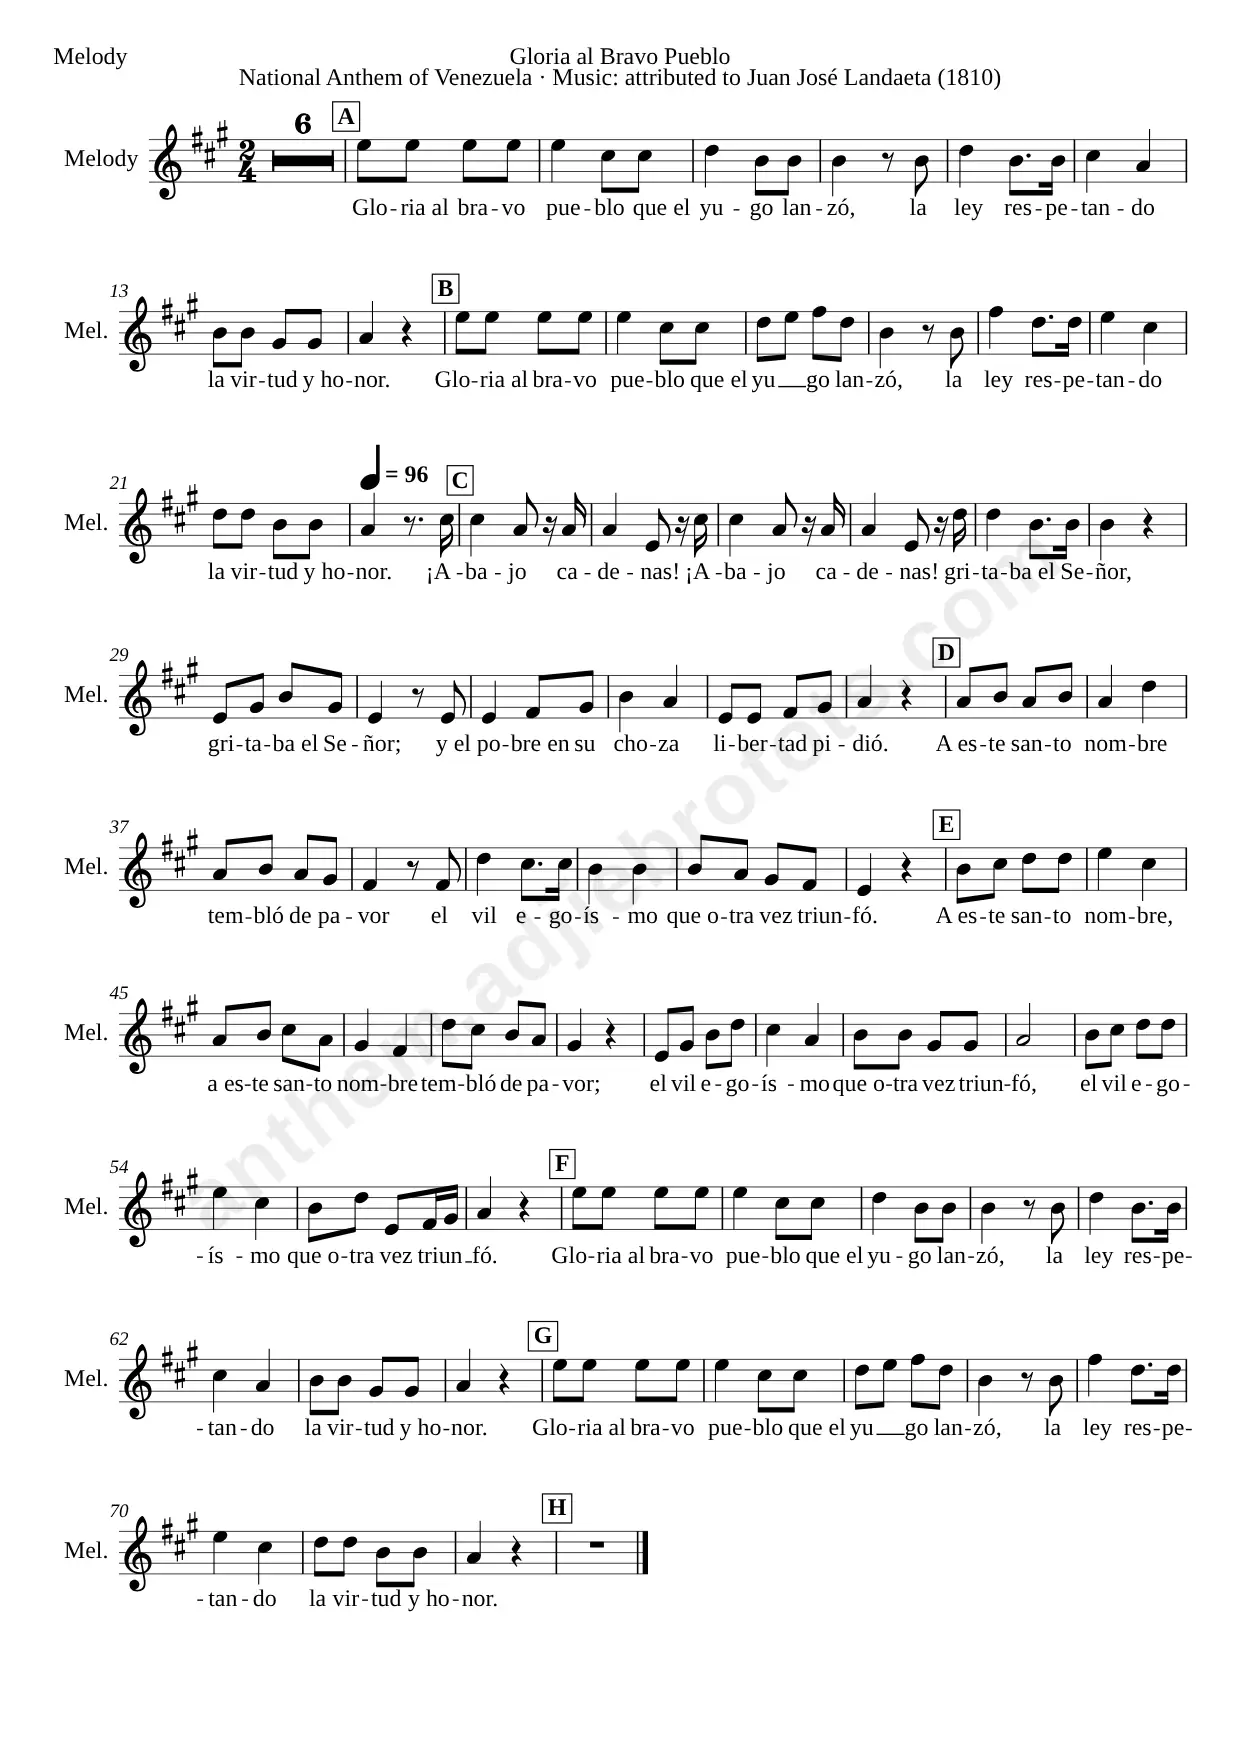 Melody
Gloria al Bravo Pueblo
National Anthem of Venezuela · Music: attributed to Juan José Landaeta (1810)
6
A
Melody
2
4
Glo - ria al bra - vo pue - blo que el yu - go lan - zó, la ley res - pe - tan - do
13
B
Mel.
la vir - tud y ho - nor. Glo - ria al bra - vo pue - blo que el yu __ go lan - zó, la ley res - pe - tan - do
21
= 96
C
Mel.
la vir - tud y ho - nor. ¡A - ba - jo ca - de - nas! ¡A - ba - jo ca - de - nas! gri - ta - ba el Se - ñor,
29
D
Mel.
gri - ta - ba el Se - ñor; y el po - bre en su cho - za li - ber - tad pi - dió. A es - te san - to nom - bre
37
E
Mel.
tem - bló de pa - vor el vil e - go - ís - mo que o - tra vez triun - fó. A es - te san - to nom - bre,
45
Mel.
a es - te san - to nom - bre tem - bló de pa - vor; el vil e - go - ís - mo que o - tra vez triun - fó, el vil e - go -
54
F
Mel.
- ís - mo que o - tra vez triun _ fó. Glo - ria al bra - vo pue - blo que el yu - go lan - zó, la ley res - pe -
62
G
Mel.
- tan - do la vir - tud y ho - nor. Glo - ria al bra - vo pue - blo que el yu __ go lan - zó, la ley res - pe -
70
H
Mel.
- tan - do la vir - tud y ho - nor.
anthem.adjiebrotots.com